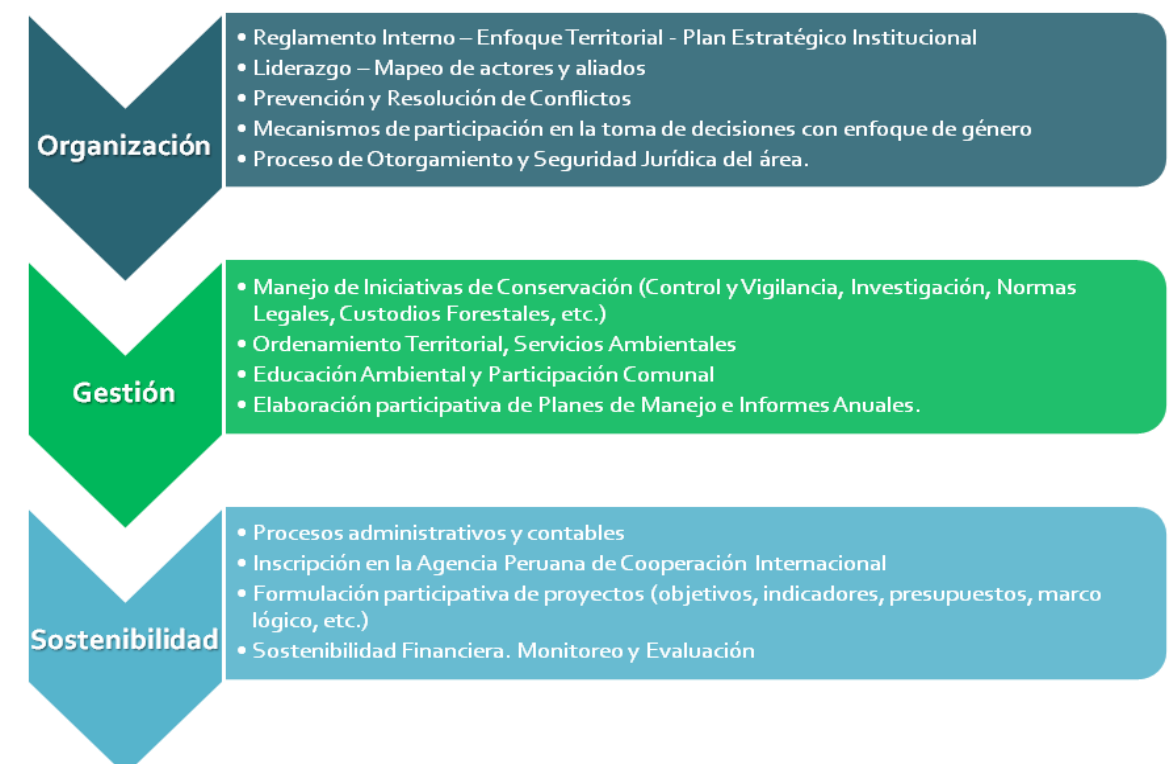 Organización
• Reglamento Interno – Enfoque Territorial - Plan Estratégico Institucional
• Liderazgo – Mapeo de actores y aliados
• Prevención y Resolución de Conflictos
• Mecanismos de participación en la toma de decisiones con enfoque de género
• Proceso de Otorgamiento y Seguridad Jurídica del área.
Gestión
• Manejo de Iniciativas de Conservación (Control y Vigilancia, Investigación, Normas
Legales, Custodios Forestales, etc.)
• Ordenamiento Territorial, Servicios Ambientales
• Educación Ambiental y Participación Comunal
• Elaboración participativa de Planes de Manejo e Informes Anuales.
Sostenibilidad
• Procesos administrativos y contables
• Inscripción en la Agencia Peruana de Cooperación Internacional
• Formulación participativa de proyectos (objetivos, indicadores, presupuestos, marco
lógico, etc.)
• Sostenibilidad Financiera. Monitoreo y Evaluación